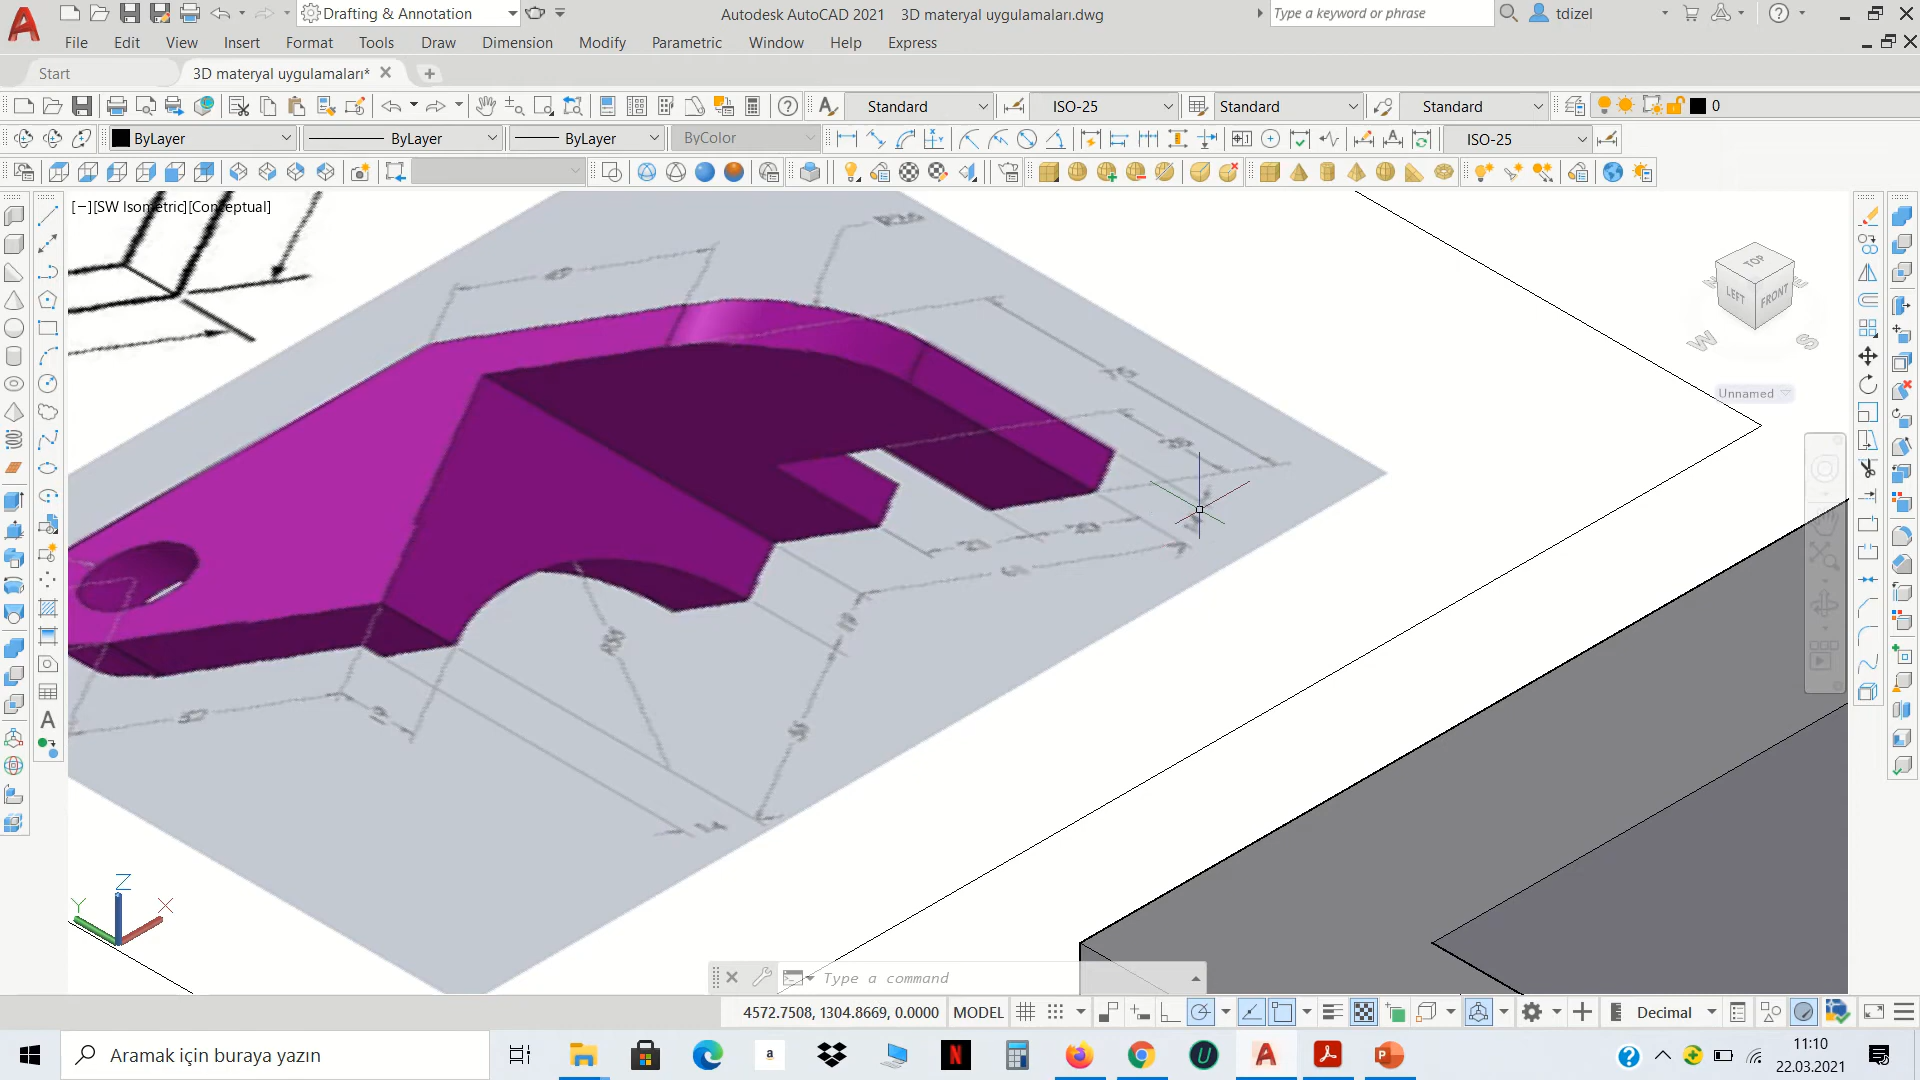 Drafting & Annotation
Autodesk AutoCAD 2021 3D materyal uygulamaları.dwg
Type a keyword or phrase
tdizel
File Edit View Insert Format Tools Draw Dimension Modify Parametric Window Help Express
Start
3D materyal uygulamaları*
Standard ISO-25 Standard Standard 0
ByLayer ByLayer ByLayer ByColor ISO-25
[−][SW Isometric][Conceptual]
TOP
LEFT FRONT
W S
Unnamed
Z
Y X
Type a command
4572.7508, 1304.8669, 0.0000 MODEL Decimal
Aramak için buraya yazın
11:10
22.03.2021